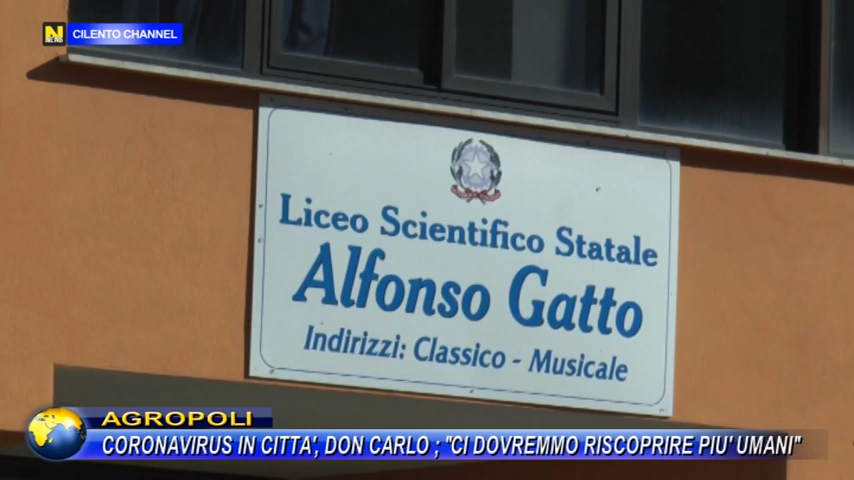 CILENTO CHANNEL
Liceo Scientifico Statale
Alfonso Gatto
Indirizzi: Classico - Musicale
AGROPOLI
CORONAVIRUS IN CITTA', DON CARLO ; "CI DOVREMMO RISCOPRIRE PIU' UMANI"